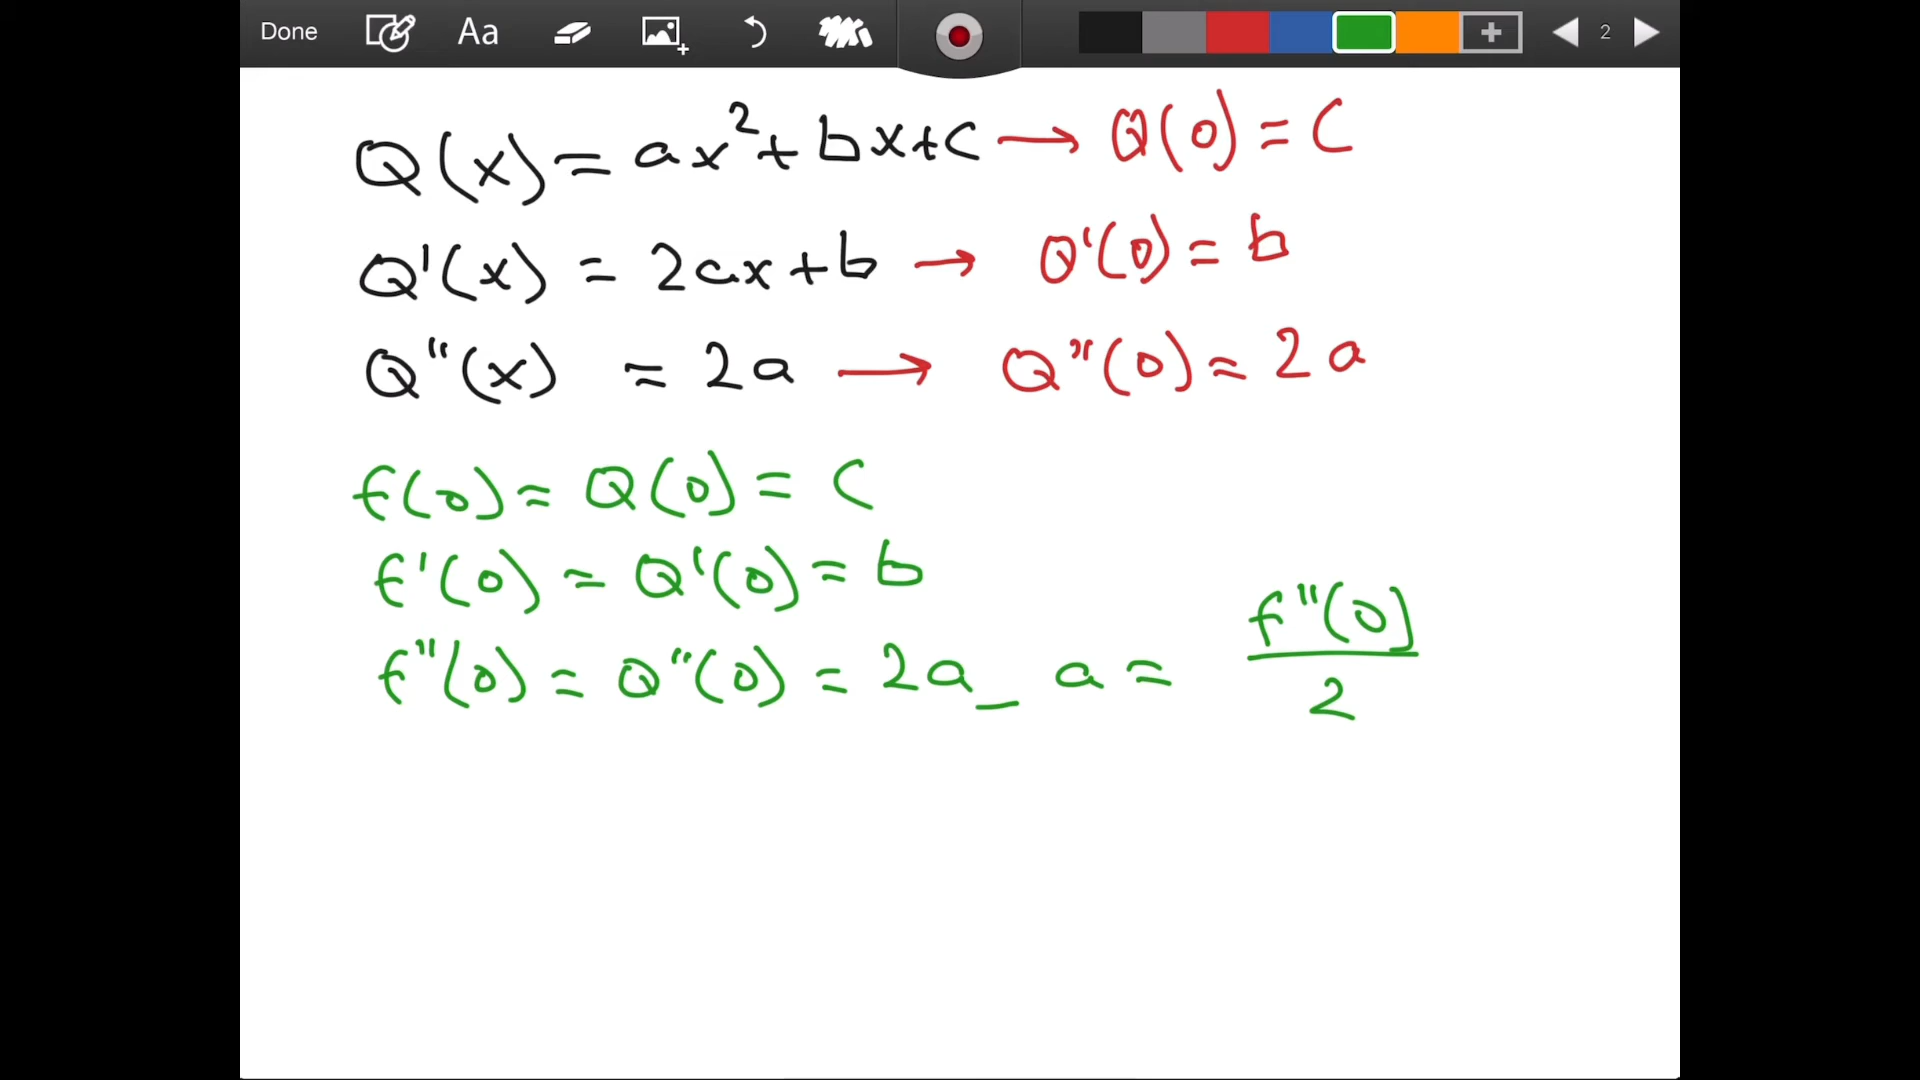 Done Aa 2
Q(x) = ax²+ bx+c → Q(0) = C
Q'(x) = 2ax+b → Q'(0) = b
Q"(x) = 2a → Q"(0) = 2a
f(0) = Q(0) = C
f'(0) = Q'(0) = b
f"(0) = Q"(0) = 2a _ a = f"(0)/2